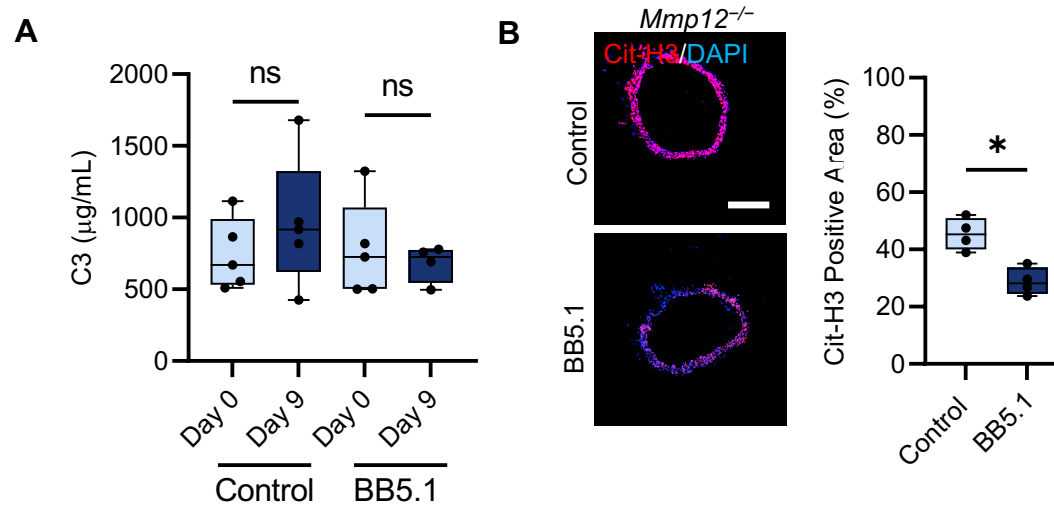 A
C3 (μg/mL)
2000
1500
1000
500
0
ns
ns
Day 0
Day 9
Day 0
Day 9
Control
BB5.1
B
Mmp12–/–
Cit-H3/DAPI
Control
BB5.1
Cit-H3 Positive Area (%)
100
80
60
40
20
0
*
Control
BB5.1